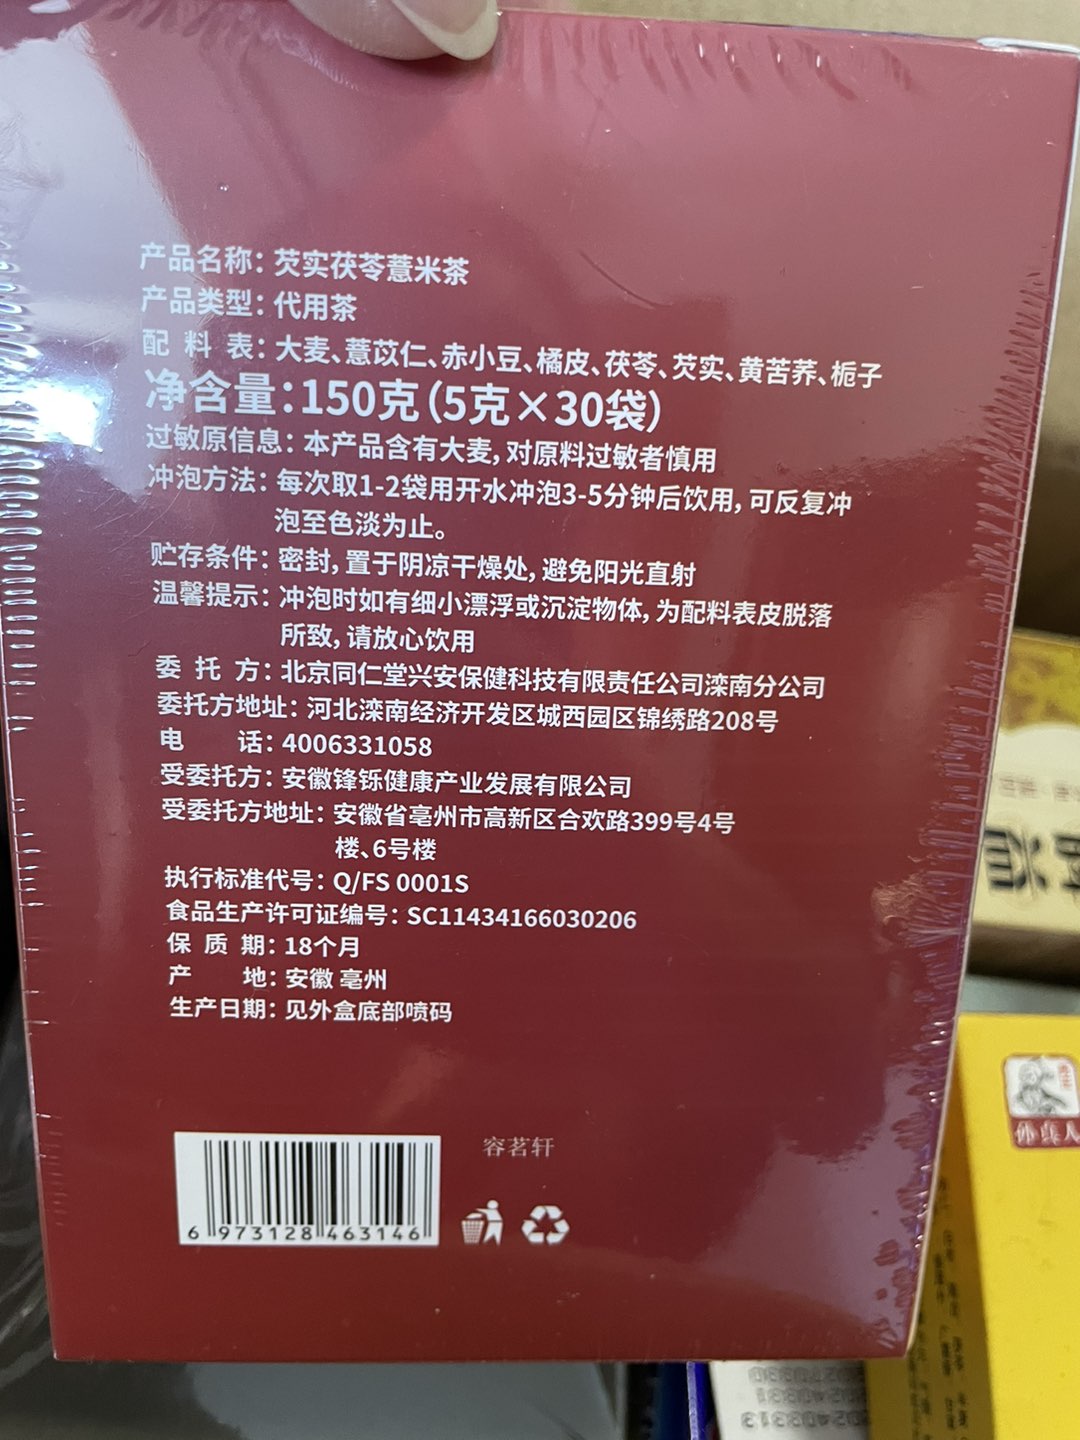 产品名称：芡实茯苓薏米茶
产品类型：代用茶
配料表：大麦、薏苡仁、赤小豆、橘皮、茯苓、芡实、黄苦荞、栀子
净含量：150克（5克×30袋）
过敏原信息：本产品含有大麦，对原料过敏者慎用
冲泡方法：每次取1-2袋用开水冲泡3-5分钟后饮用，可反复冲
泡至色淡为止。
贮存条件：密封，置于阴凉干燥处，避免阳光直射
温馨提示：冲泡时如有细小漂浮或沉淀物体，为配料表皮脱落
所致，请放心饮用
委托方：北京同仁堂兴安保健科技有限责任公司滦南分公司
委托方地址：河北滦南经济开发区城西园区锦绣路208号
电话：4006331058
受委托方：安徽锋铄健康产业发展有限公司
受委托方地址：安徽省亳州市高新区合欢路399号4号
楼、6号楼
执行标准代号：Q/FS 0001S
食品生产许可证编号：SC11434166030206
保质期：18个月
产地：安徽 亳州
生产日期：见外盒底部喷码
容茗轩
6 973128 463146
孙真人